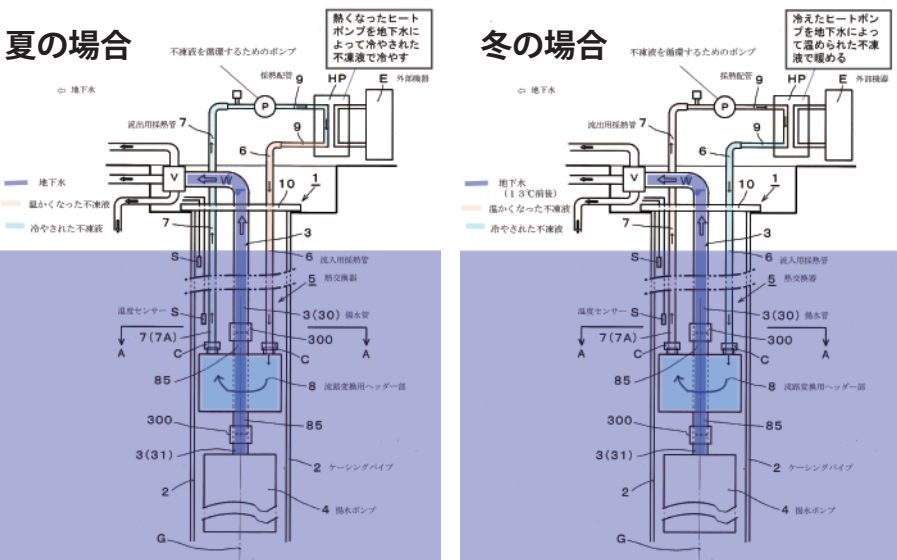 夏の場合
熱くなったヒート
ポンプを地下水に
よって冷やされた
不凍液で冷やす
不凍液を循環するためのポンプ
採熱配管
9
HP
E 外部機器
⇦ 地下水
P
流出用採熱管 7
9
6
V
W
10
1
地下水
温かくなった不凍液
冷やされた不凍液
7
3
S
6 流入用採熱管
5 熱交換器
温度センサー S
3(30) 揚水管
7(7A)
300
A
A
C
C
85
8 流路変換用ヘッダー部
300
85
3(31)
2 ケーシングパイプ
2
4 揚水ポンプ
G
冬の場合
冷えたヒートポン
プを地下水によっ
て温められた不凍
液で暖める
不凍液を循環するためのポンプ
採熱配管
9
HP
E 外部機器
⇦ 地下水
P
流出用採熱管 7
9
6
V
W
10
1
地下水
(13℃前後)
温かくなった不凍液
冷やされた不凍液
7
3
S
6 流入用採熱管
5 熱交換器
温度センサー S
3(30) 揚水管
7(7A)
300
A
A
C
C
85
8 流路変換用ヘッダー部
300
85
3(31)
2 ケーシングパイプ
2
4 揚水ポンプ
G